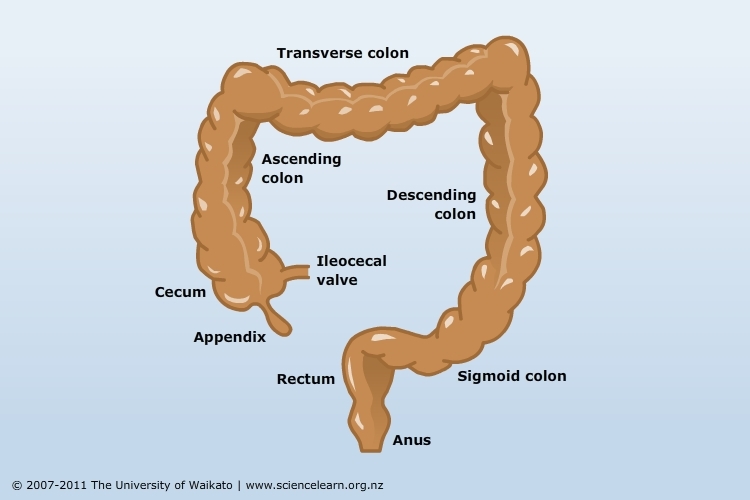 Transverse colon
Ascending
colon
Descending
colon
Ileocecal
valve
Cecum
Appendix
Rectum
Sigmoid colon
Anus
© 2007-2011 The University of Waikato | www.sciencelearn.org.nz